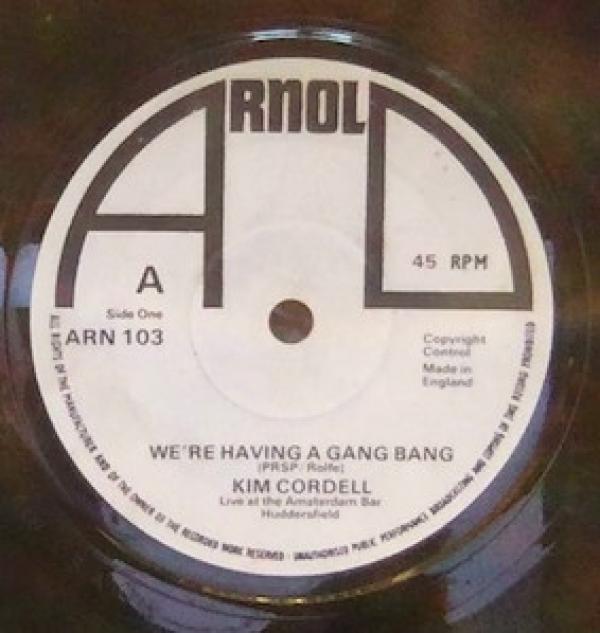 ARNOLD
45 RPM
A
Side One
ARN 103
Copyright
Control
Made in
England
WE'RE HAVING A GANG BANG
(PRSP/Rolfe)
KIM CORDELL
Live at the Amsterdam Bar
Huddersfield
ALL RIGHTS OF THE MANUFACTURER AND OF THE OWNER OF THE RECORDED WORK RESERVED · UNAUTHORISED PUBLIC PERFORMANCE BROADCASTING AND COPYING OF THIS RECORD PROHIBITED